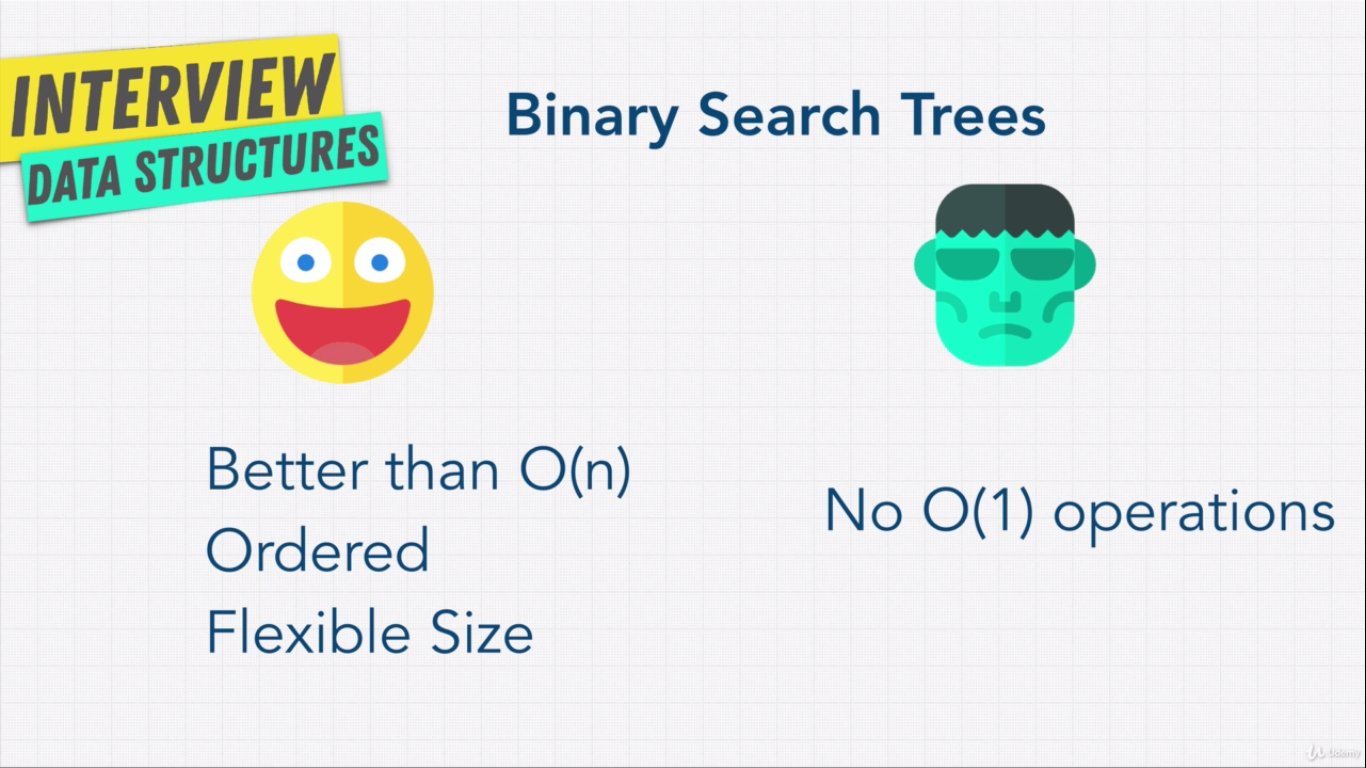 INTERVIEW
DATA STRUCTURES
Binary Search Trees
Better than O(n)
Ordered
Flexible Size
No O(1) operations
Udemy